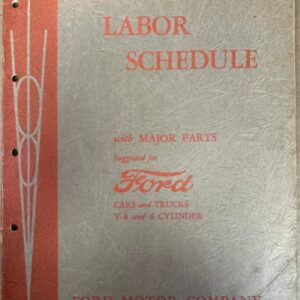 LABOR
SCHEDULE
with MAJOR PARTS
Suggested for
Ford
CARS and TRUCKS
V-8 and 4 CYLINDER
FORD MOTOR COMPANY